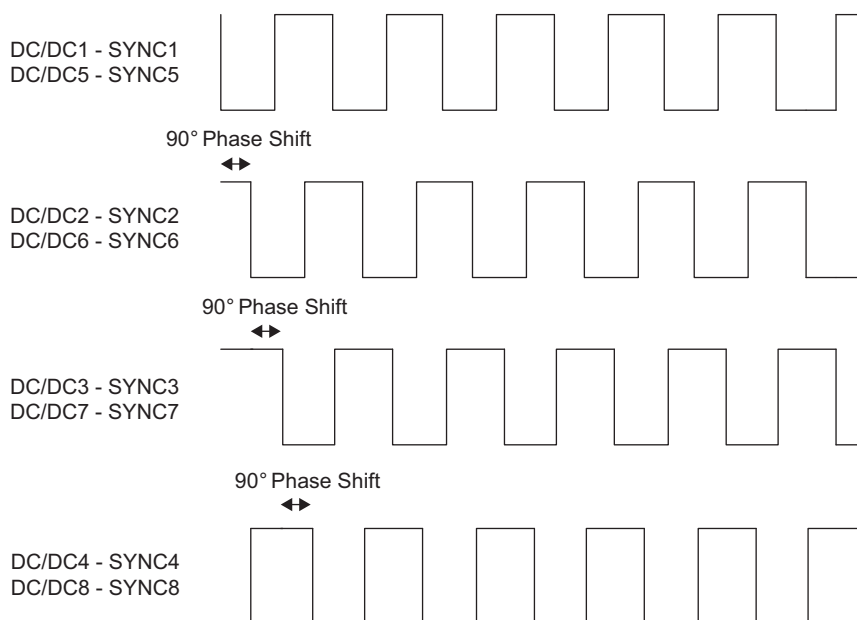 DC/DC1 - SYNC1
DC/DC5 - SYNC5
90° Phase Shift
DC/DC2 - SYNC2
DC/DC6 - SYNC6
90° Phase Shift
DC/DC3 - SYNC3
DC/DC7 - SYNC7
90° Phase Shift
DC/DC4 - SYNC4
DC/DC8 - SYNC8